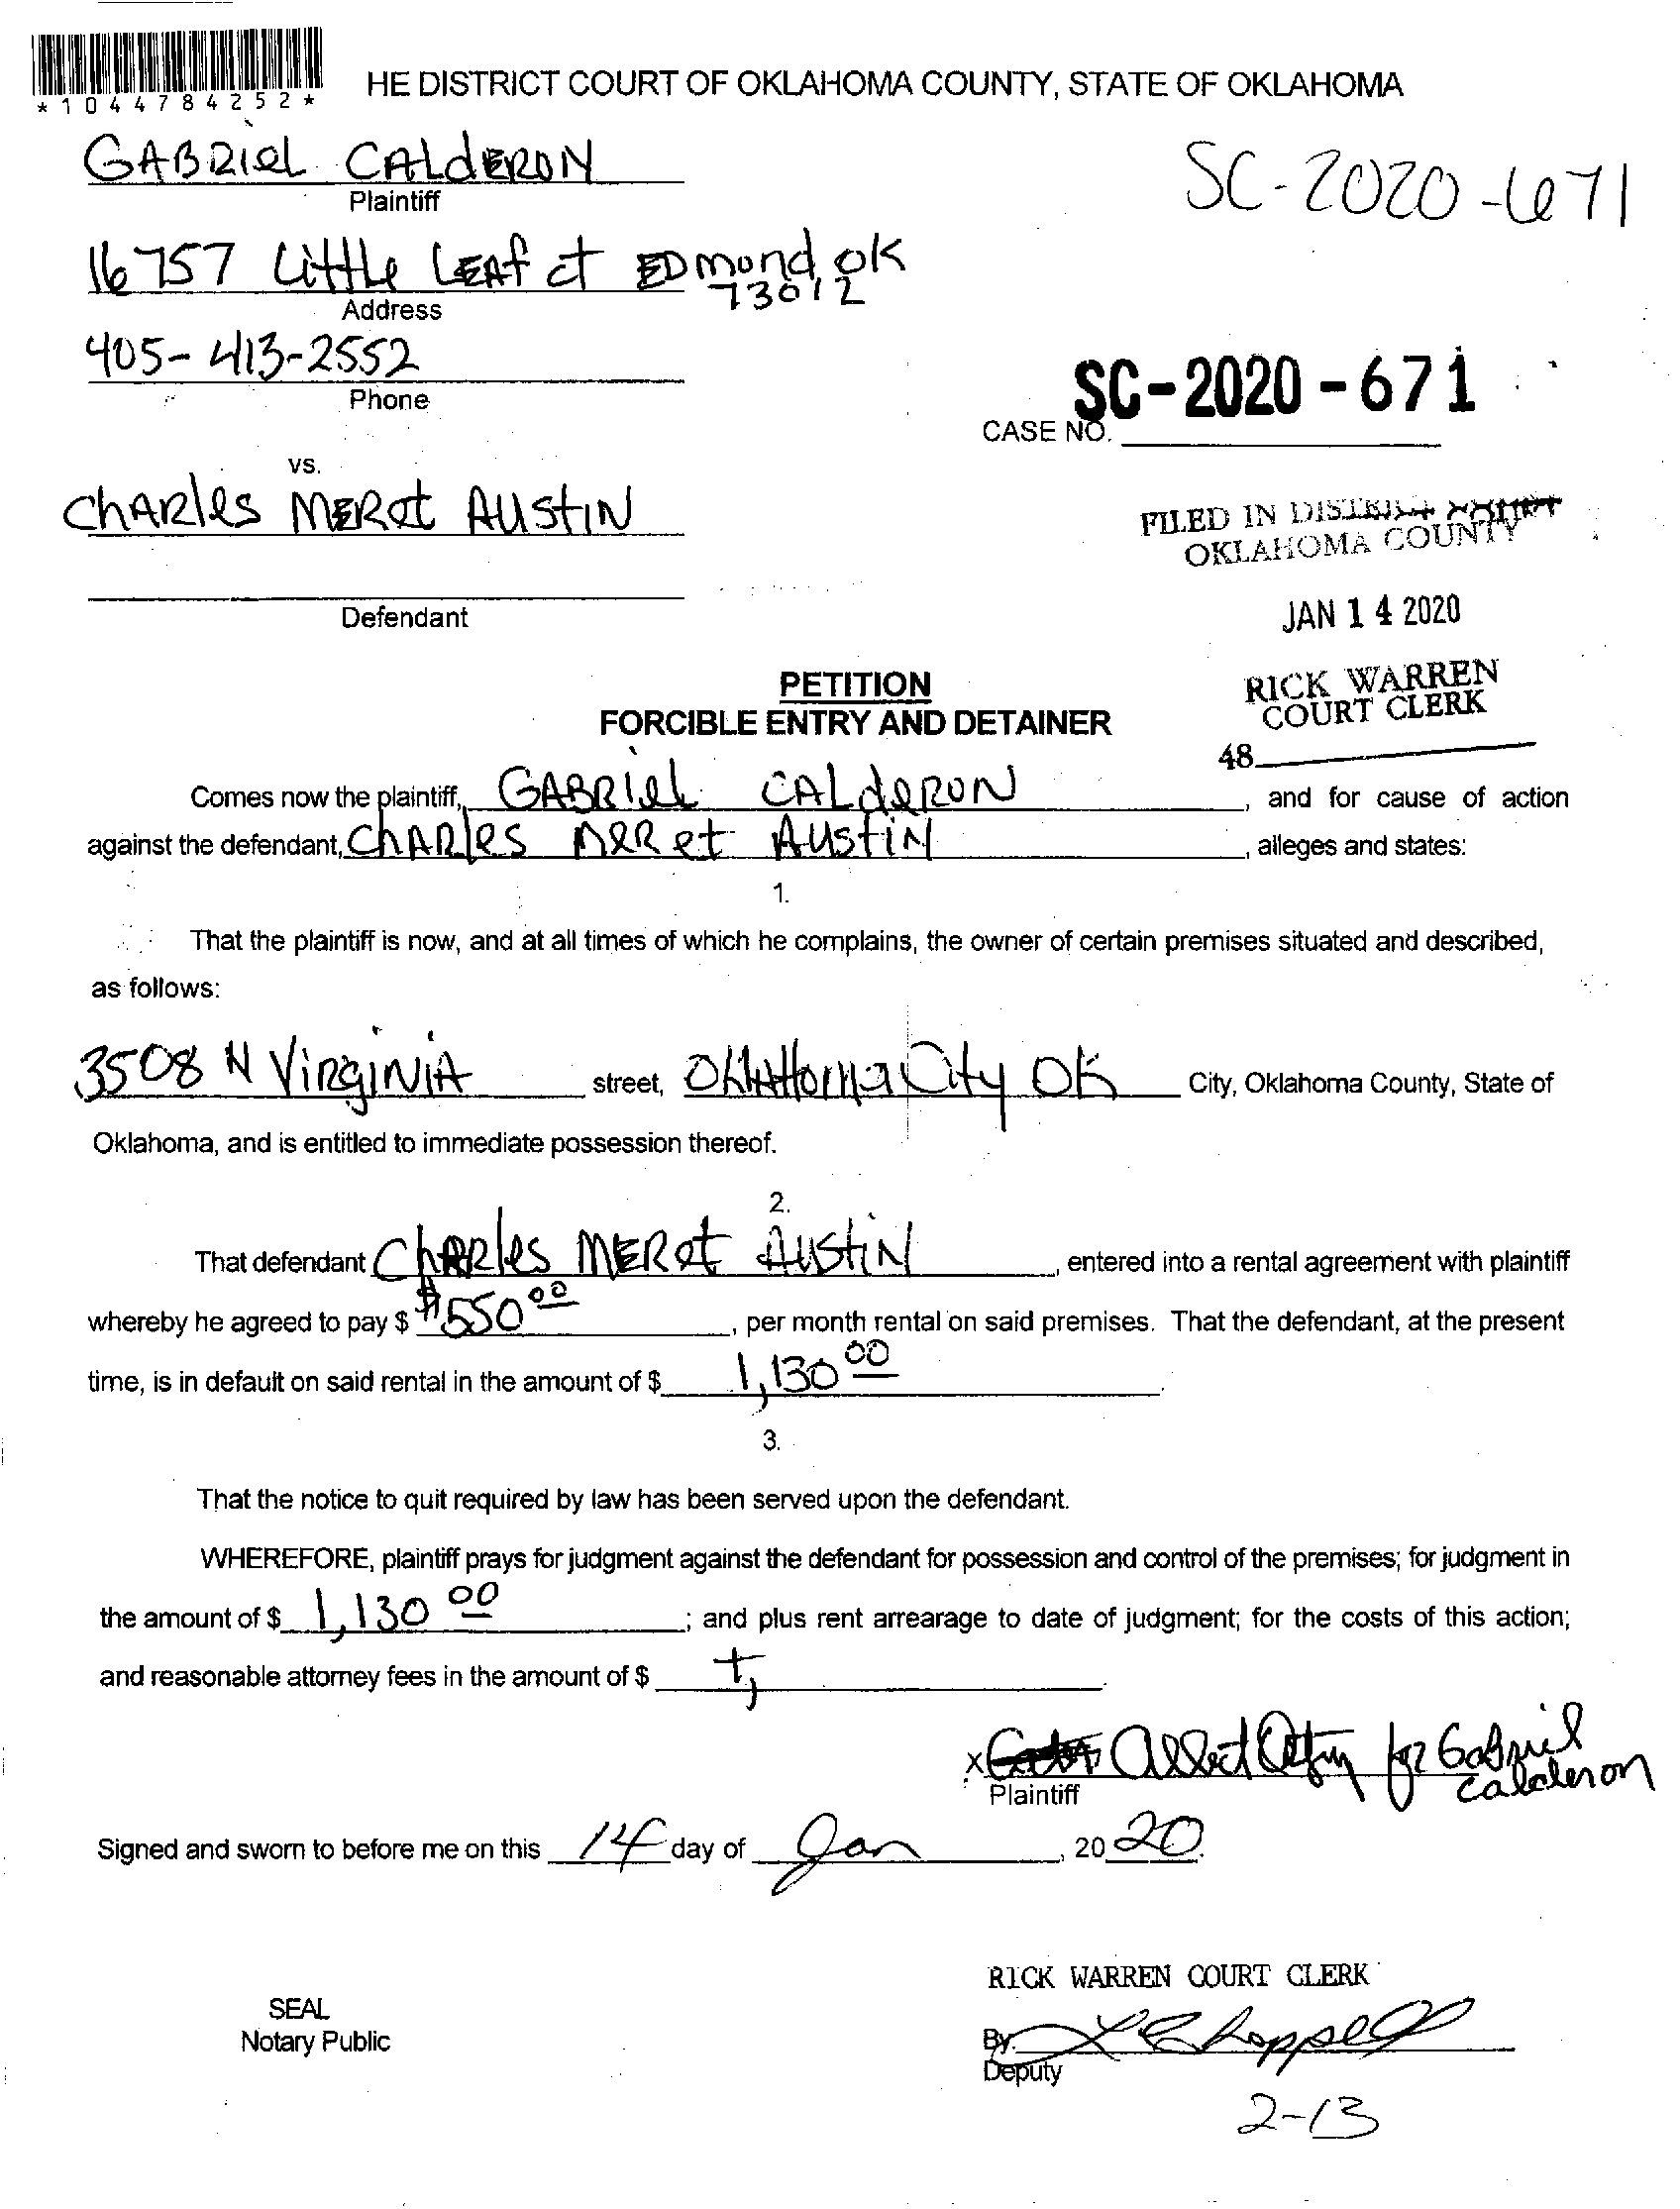 HE DISTRICT COURT OF OKLAHOMA COUNTY, STATE OF OKLAHOMA
*1044784252*
GABRIEL CALDERON
Plaintiff
SC-2020-671
16757 Little LEAf ct EDmond, OK
73012
Address
405-413-2552
Phone
SC-2020-671
CASE NO.
vs.
ChARles MERet AUstiN
Defendant
FILED IN DISTRICT COURT
OKLAHOMA COUNTY
JAN 14 2020
RICK WARREN
COURT CLERK
48
PETITION
FORCIBLE ENTRY AND DETAINER
Comes now the plaintiff, GABRIEL CALDERON, and for cause of action
against the defendant, ChARles MERet AUstiN, alleges and states:
1.
That the plaintiff is now, and at all times of which he complains, the owner of certain premises situated and described,
as follows:
3508 N VirginiA street, Oklahoma City OK City, Oklahoma County, State of
Oklahoma, and is entitled to immediate possession thereof.
2.
That defendant ChARles MERet AUstiN, entered into a rental agreement with plaintiff
whereby he agreed to pay $ $550 00, per month rental on said premises. That the defendant, at the present
time, is in default on said rental in the amount of $ 1,130 00.
3.
That the notice to quit required by law has been served upon the defendant.
WHEREFORE, plaintiff prays for judgment against the defendant for possession and control of the premises; for judgment in
the amount of $ 1,130 00; and plus rent arrearage to date of judgment; for the costs of this action;
and reasonable attorney fees in the amount of $
x for Gabriel
Calderon
Plaintiff
Signed and sworn to before me on this 14 day of Jan, 2020.
RICK WARREN COURT CLERK
SEAL
Notary Public
By
Deputy
2-13